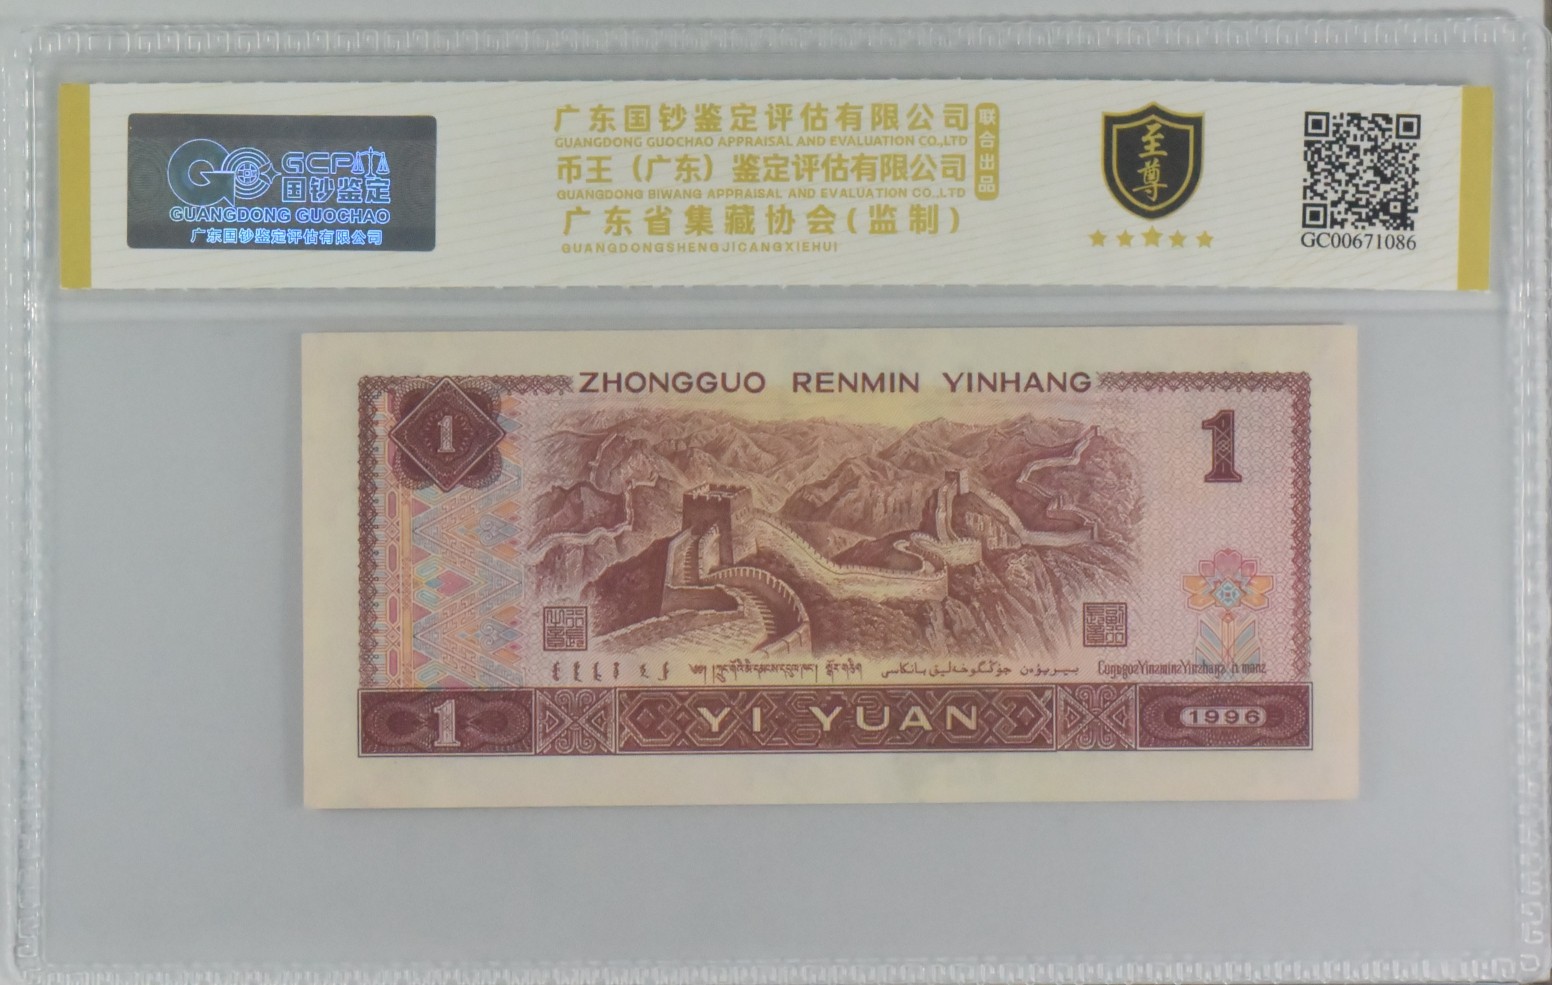 GCP
国钞鉴定
GUANGDONG GUOCHAO
广东国钞鉴定评估有限公司
广东国钞鉴定评估有限公司
GUANGDONG GUOCHAO APPRAISAL AND EVALUATION CO.,LTD
币王（广东）鉴定评估有限公司
GUANGDONG BIWANG APPRAISAL AND EVALUATION CO.,LTD
广东省集藏协会(监制)
GUANGDONGSHENGJICANGXIEHUI
联合出品
至尊
GC00671086
ZHONGGUO RENMIN YINHANG
1
1
1
YI YUAN
1996